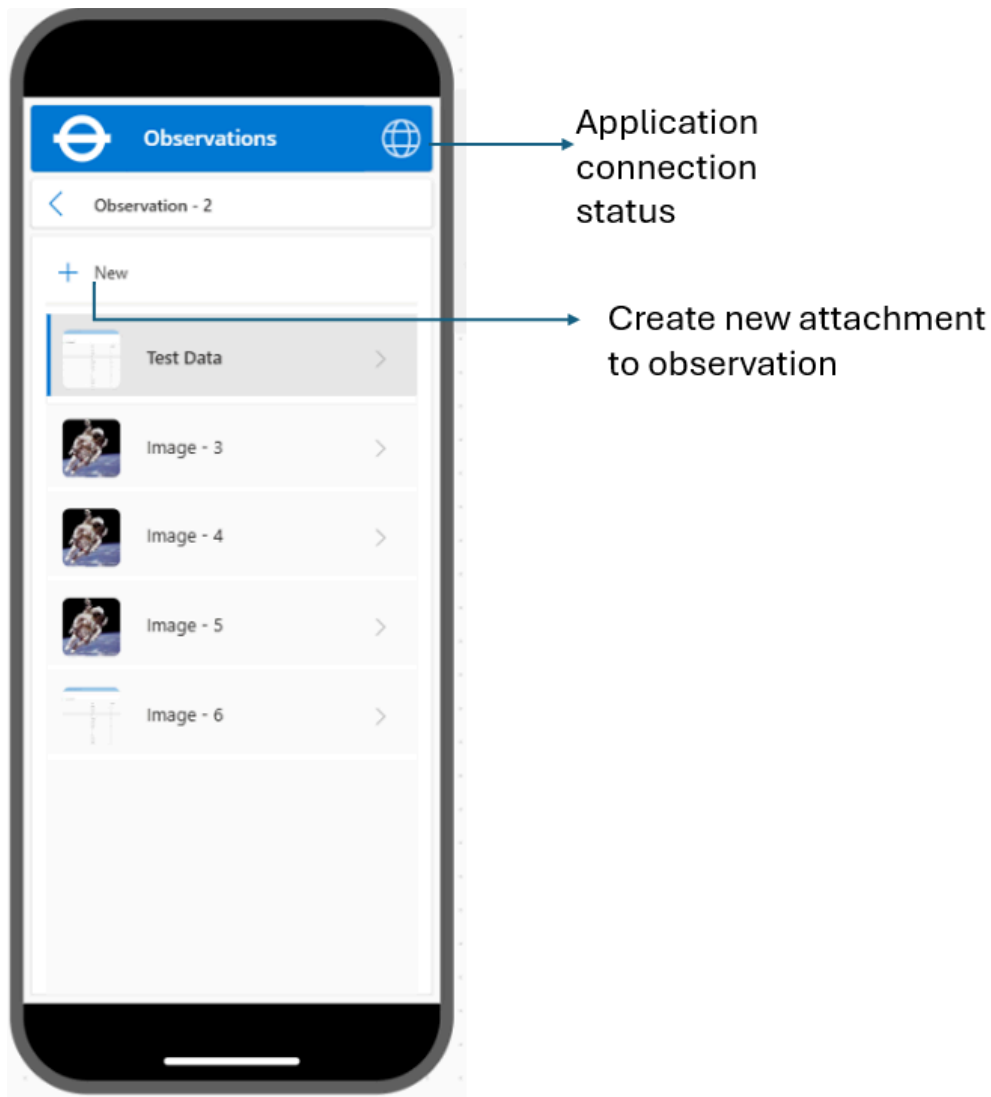 Observations
Application
connection
status
Observation - 2
New
Create new attachment
to observation
Test Data
Image - 3
Image - 4
Image - 5
Image - 6